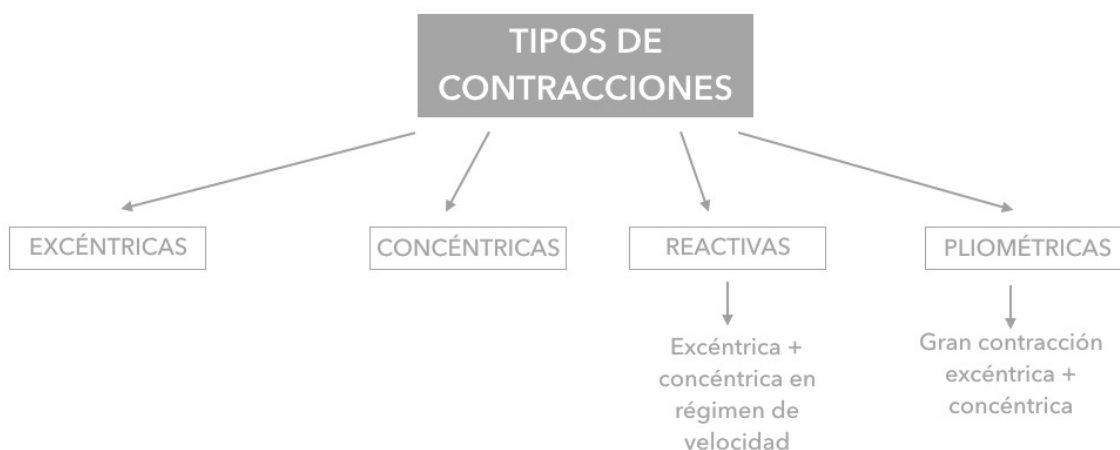 TIPOS DE
CONTRACCIONES
EXCÉNTRICAS
CONCÉNTRICAS
REACTIVAS
PLIOMÉTRICAS
Excéntrica +
concéntrica en
régimen de
velocidad
Gran contracción
excéntrica +
concéntrica